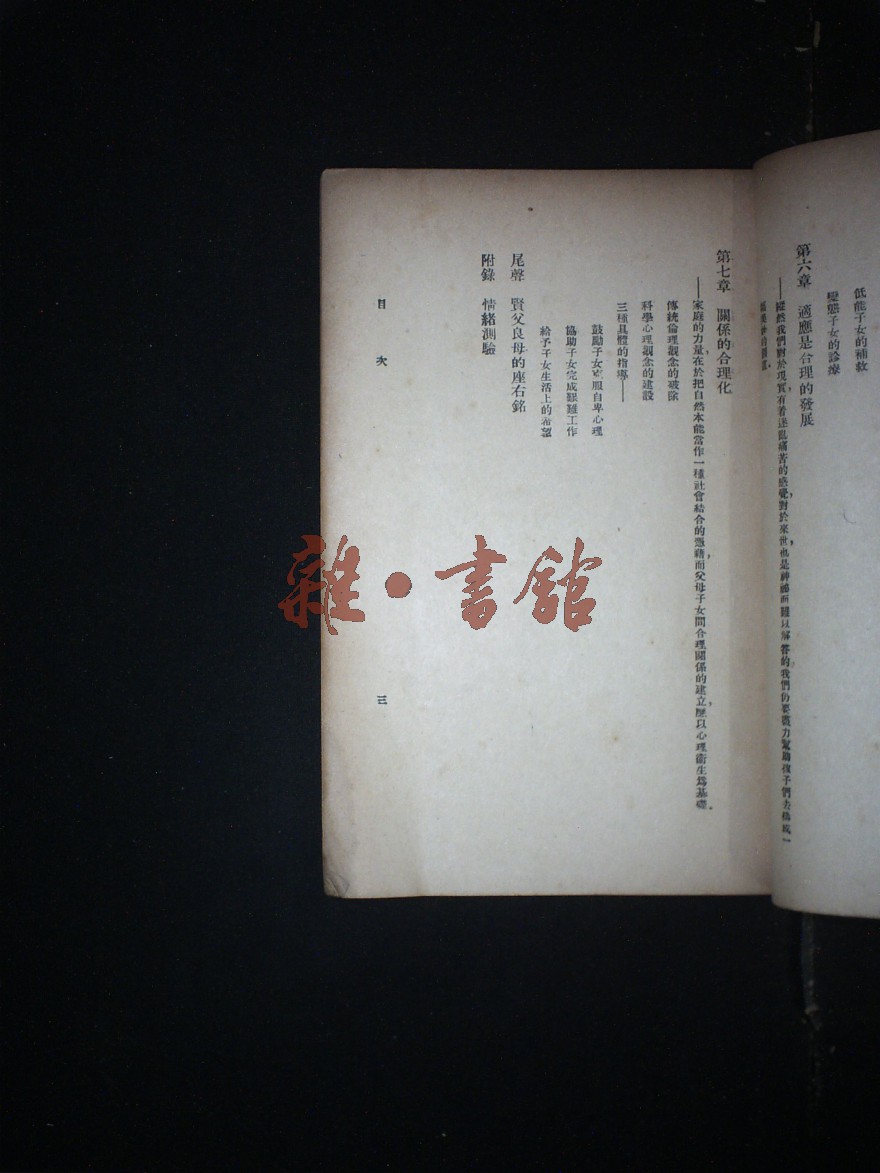 低能子女的補救
變態子女的診療
第六章 適應是合理的發展
——縱然我們對於現實，有着迷亂痛苦的感覺，對於來世，也是神祕而難以解答的，我們仍要盡力幫助孩子們去構成一
第七章 關係的合理化
——家庭的力量，在於把自然本能當作一種社會結合的憑藉，而父母子女間合理關係的建立，應以心理衞生爲基礎。
傳統倫理觀念的破除
科學心理觀念的建設
三種具體的指導——
鼓勵子女克服自卑心理
協助子女完成艱難工作
給予子女生活上的希望
尾聲 賢父良母的座右銘
附錄 情緒測驗
目次
三
雜•書館